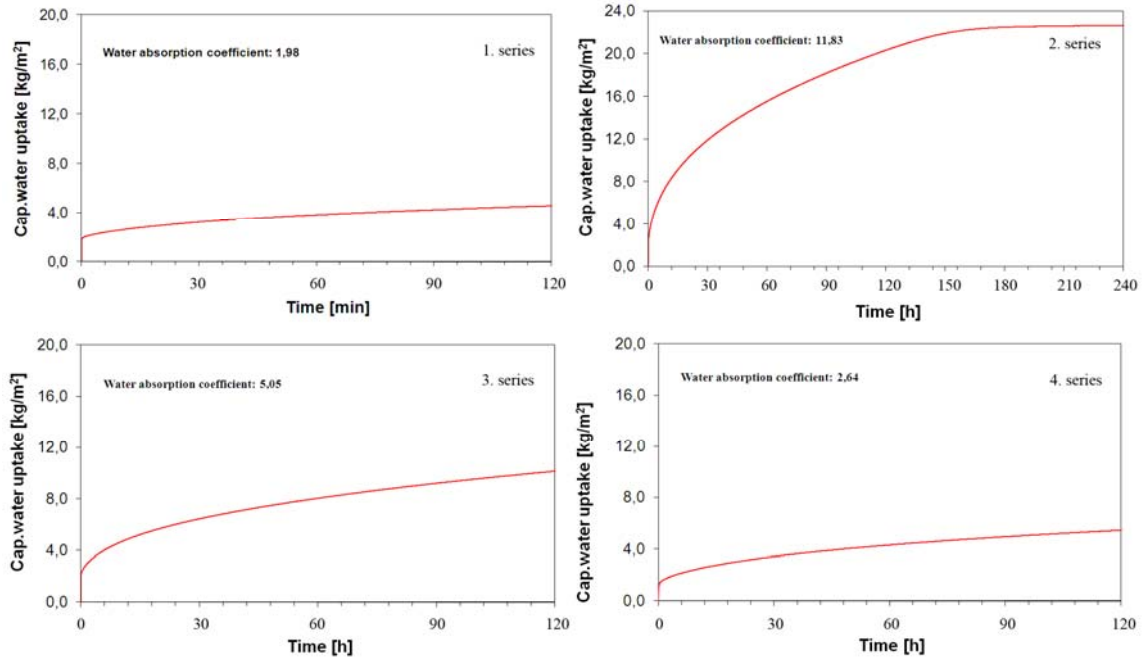 20,0
16,0
12,0
8,0
4,0
0,0
Cap.water uptake [kg/m²]
Water absorption coefficient: 1,98
1. series
0 30 60 90 120
Time [min]
24,0
20,0
16,0
12,0
8,0
4,0
0,0
Cap.water uptake [kg/m²]
Water absorption coefficient: 11,83
2. series
0 30 60 90 120 150 180 210 240
Time [h]
20,0
16,0
12,0
8,0
4,0
0,0
Cap.water uptake [kg/m²]
Water absorption coefficient: 5,05
3. series
0 30 60 90 120
Time [h]
20,0
16,0
12,0
8,0
4,0
0,0
Cap.water uptake [kg/m²]
Water absorption coefficient: 2,64
4. series
0 30 60 90 120
Time [h]